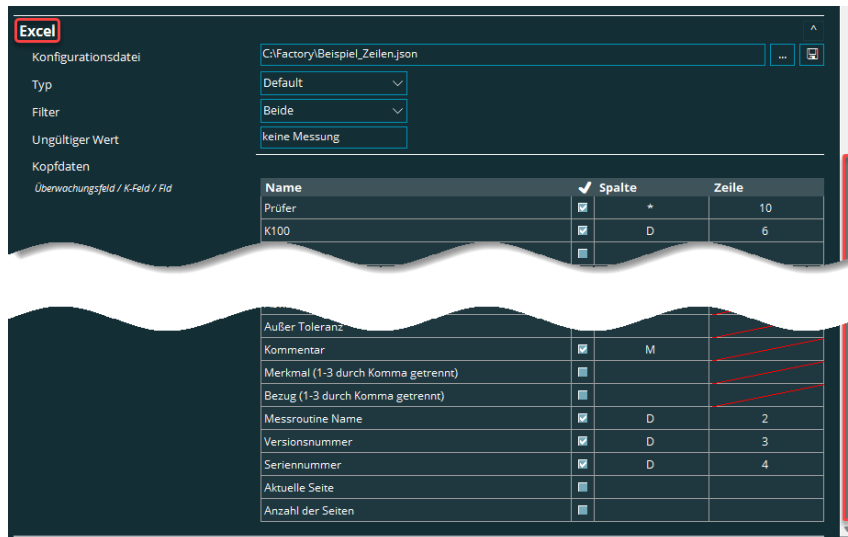 Excel ^
Konfigurationsdatei C:\Factory\Beispiel_Zeilen.json ...
Typ Default
Filter Beide
Ungültiger Wert keine Messung
Kopfdaten
Überwachungsfeld / K-Feld / Fld
Name Spalte Zeile
Prüfer * 10
K100 D 6
Außer Toleranz
Kommentar M
Merkmal (1-3 durch Komma getrennt)
Bezug (1-3 durch Komma getrennt)
Messroutine Name D 2
Versionsnummer D 3
Seriennummer D 4
Aktuelle Seite
Anzahl der Seiten